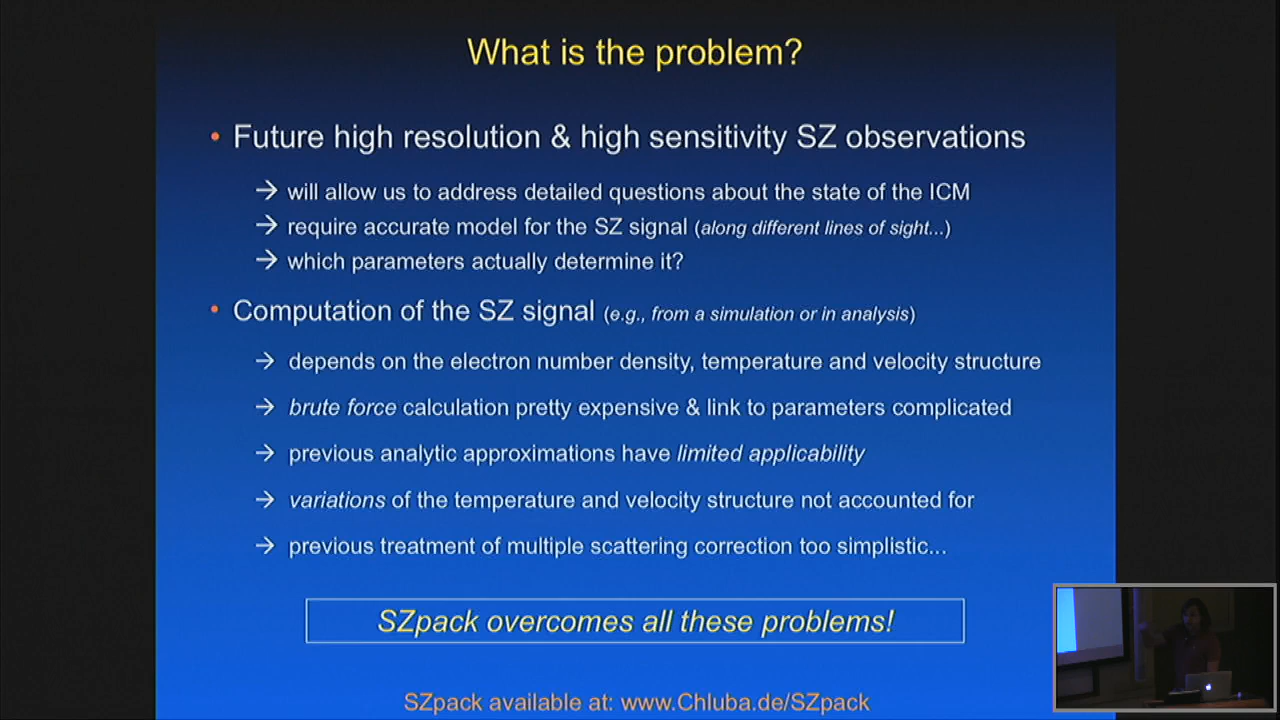 What is the problem?
• Future high resolution & high sensitivity SZ observations
→ will allow us to address detailed questions about the state of the ICM
→ require accurate model for the SZ signal (along different lines of sight...)
→ which parameters actually determine it?
• Computation of the SZ signal (e.g., from a simulation or in analysis)
→ depends on the electron number density, temperature and velocity structure
→ brute force calculation pretty expensive & link to parameters complicated
→ previous analytic approximations have limited applicability
→ variations of the temperature and velocity structure not accounted for
→ previous treatment of multiple scattering correction too simplistic...
SZpack overcomes all these problems!
SZpack available at: www.Chluba.de/SZpack